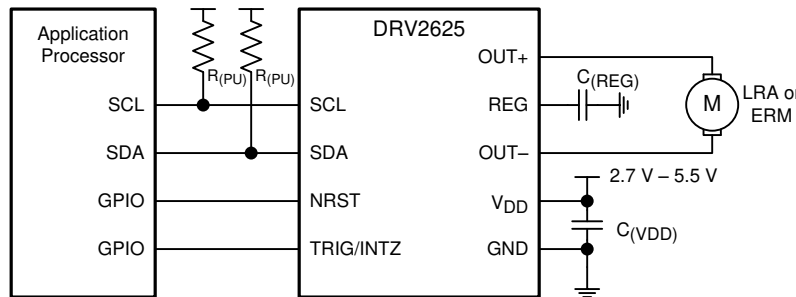 Application
Processor
SCL
SDA
GPIO
GPIO
R(PU)
R(PU)
DRV2625
SCL
SDA
NRST
TRIG/INTZ
OUT+
REG
OUT–
VDD
GND
C(REG)
M
LRA or
ERM
2.7 V – 5.5 V
C(VDD)